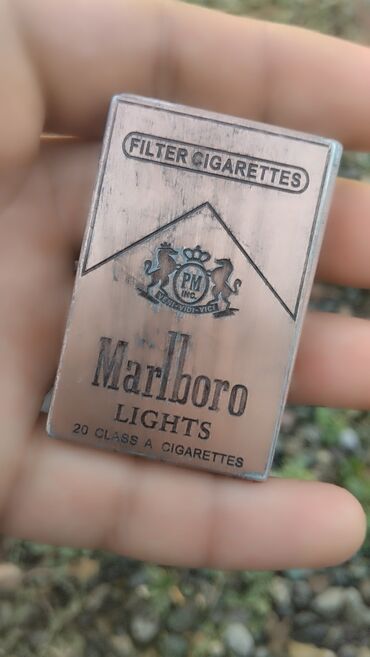 FILTER CIGARETTES
PM
INC.
VENI·VIDI·VICI
Marlboro
LIGHTS
20 CLASS A CIGARETTES